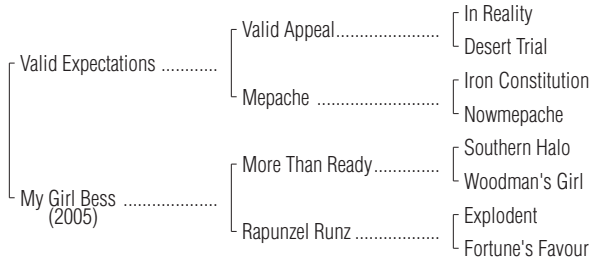 In Reality
Valid Appeal....................
Desert Trial
Valid Expectations ............
Iron Constitution
Mepache ........................
Nowmepache
Southern Halo
More Than Ready.............
Woodman's Girl
My Girl Bess ..................
(2005)
Explodent
Rapunzel Runz ................
Fortune's Favour